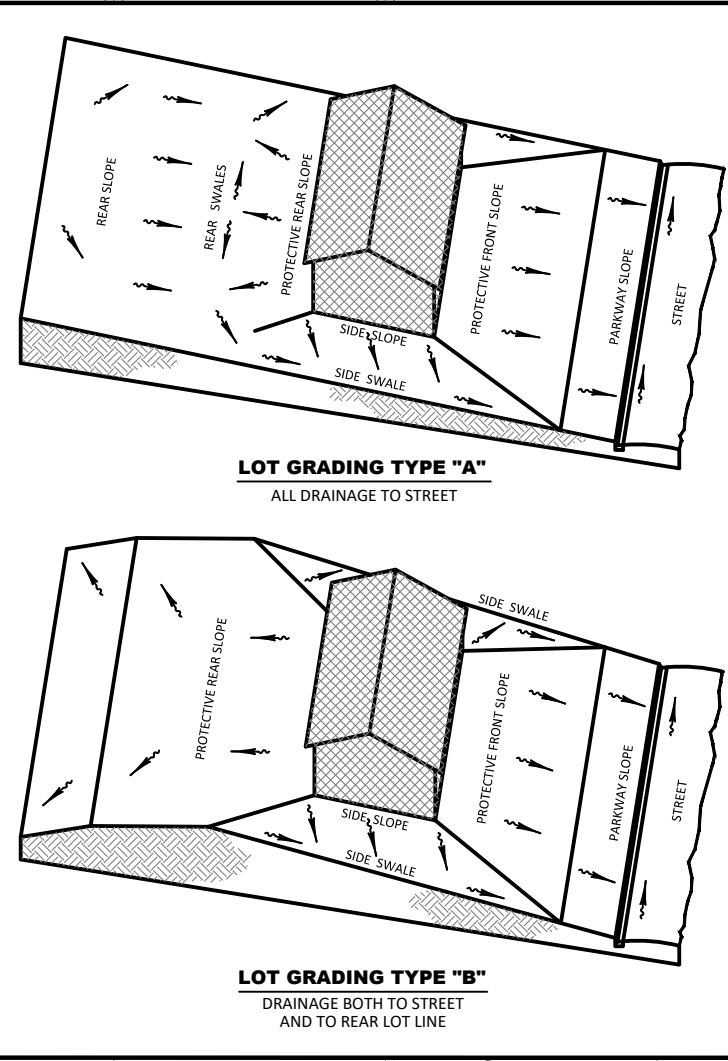 REAR SLOPE
REAR SWALES
PROTECTIVE REAR SLOPE
PROTECTIVE FRONT SLOPE
PARKWAY SLOPE
STREET
SIDE SLOPE
SIDE SWALE
LOT GRADING TYPE "A"
ALL DRAINAGE TO STREET
SIDE SWALE
PROTECTIVE REAR SLOPE
PROTECTIVE FRONT SLOPE
PARKWAY SLOPE
STREET
SIDE SLOPE
SIDE SWALE
LOT GRADING TYPE "B"
DRAINAGE BOTH TO STREET
AND TO REAR LOT LINE